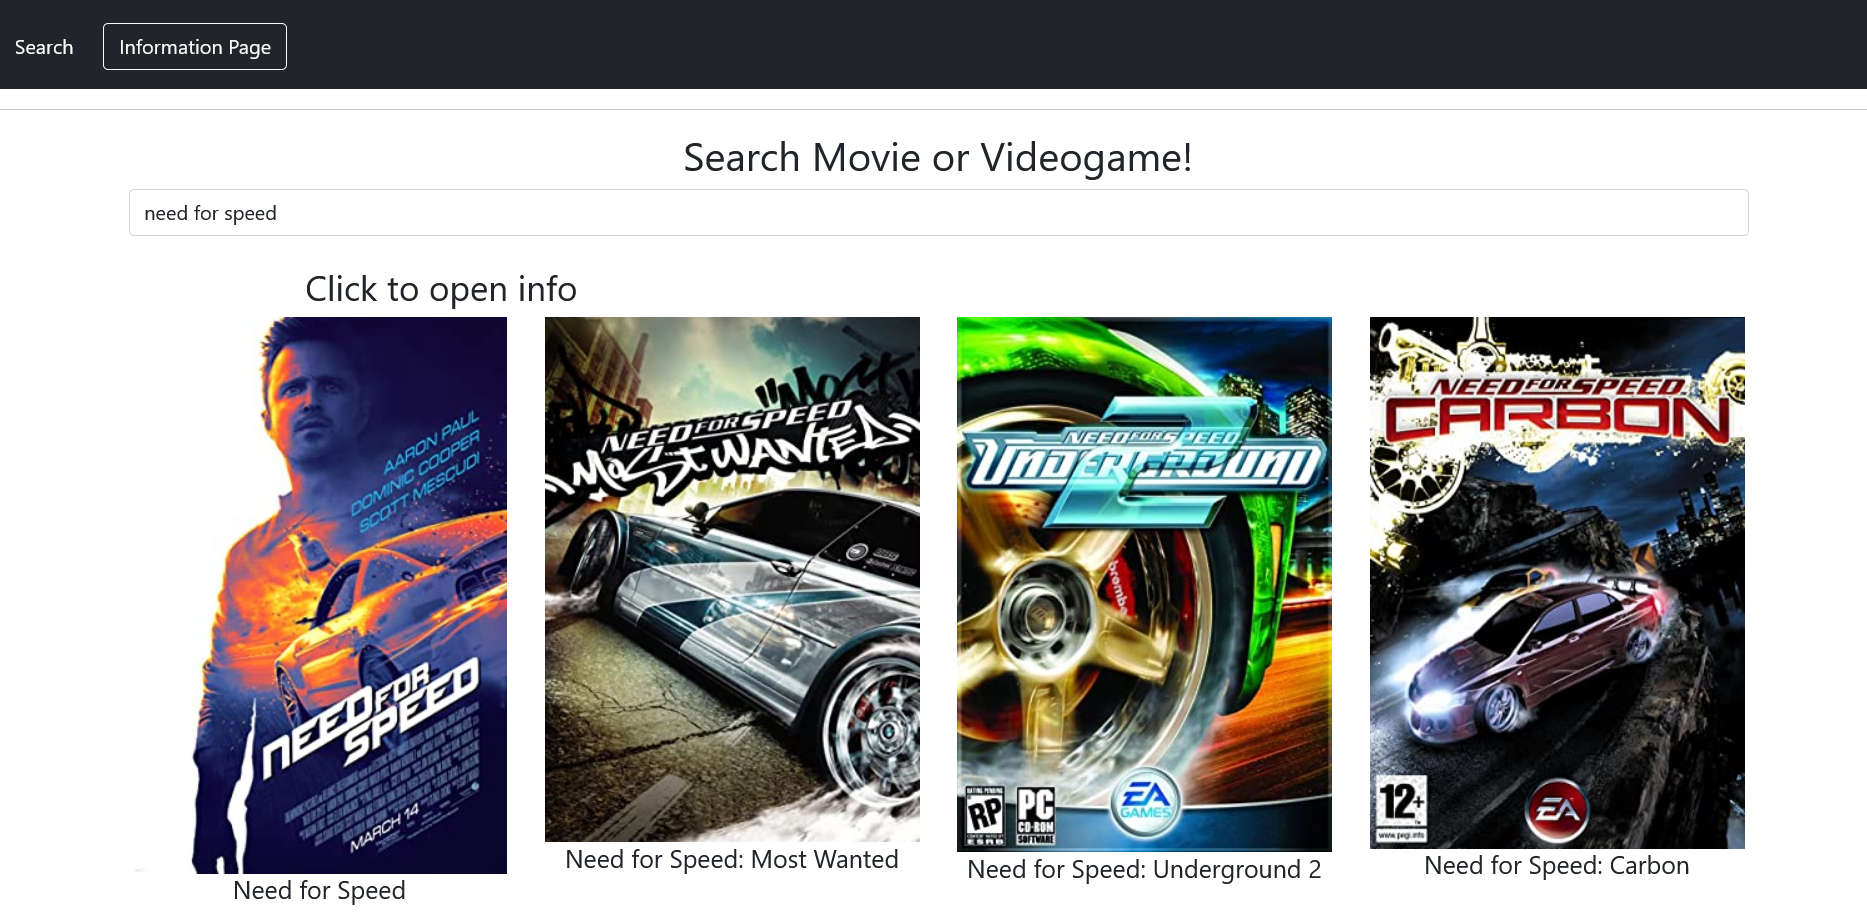 Search
Information Page
Search Movie or Videogame!
need for speed
Click to open info
AARON PAUL
DOMINIC COOPER
SCOTT MESCUDI
NEED FOR
SPEED
MARCH 14
Need for Speed
NEED FOR SPEED
MOST WANTED
Need for Speed: Most Wanted
2
NEED FOR SPEED
UNDERGROUND
brembo
RATING PENDING
RP
ESRB
PC
CD-ROM
SOFTWARE
EA
GAMES
Need for Speed: Underground 2
NEED FOR SPEED
CARBON
12+
www.pegi.info
EA
Need for Speed: Carbon